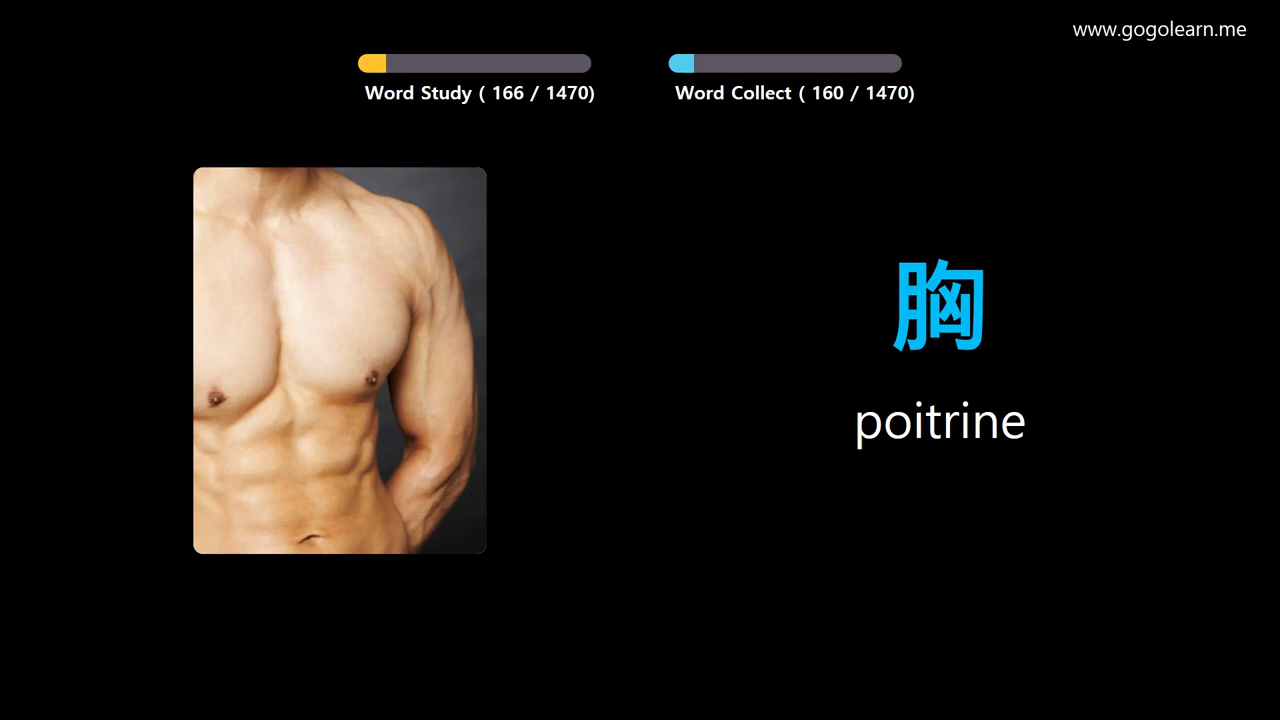 www.gogolearn.me
Word Study ( 166 / 1470)
Word Collect ( 160 / 1470)
胸
poitrine